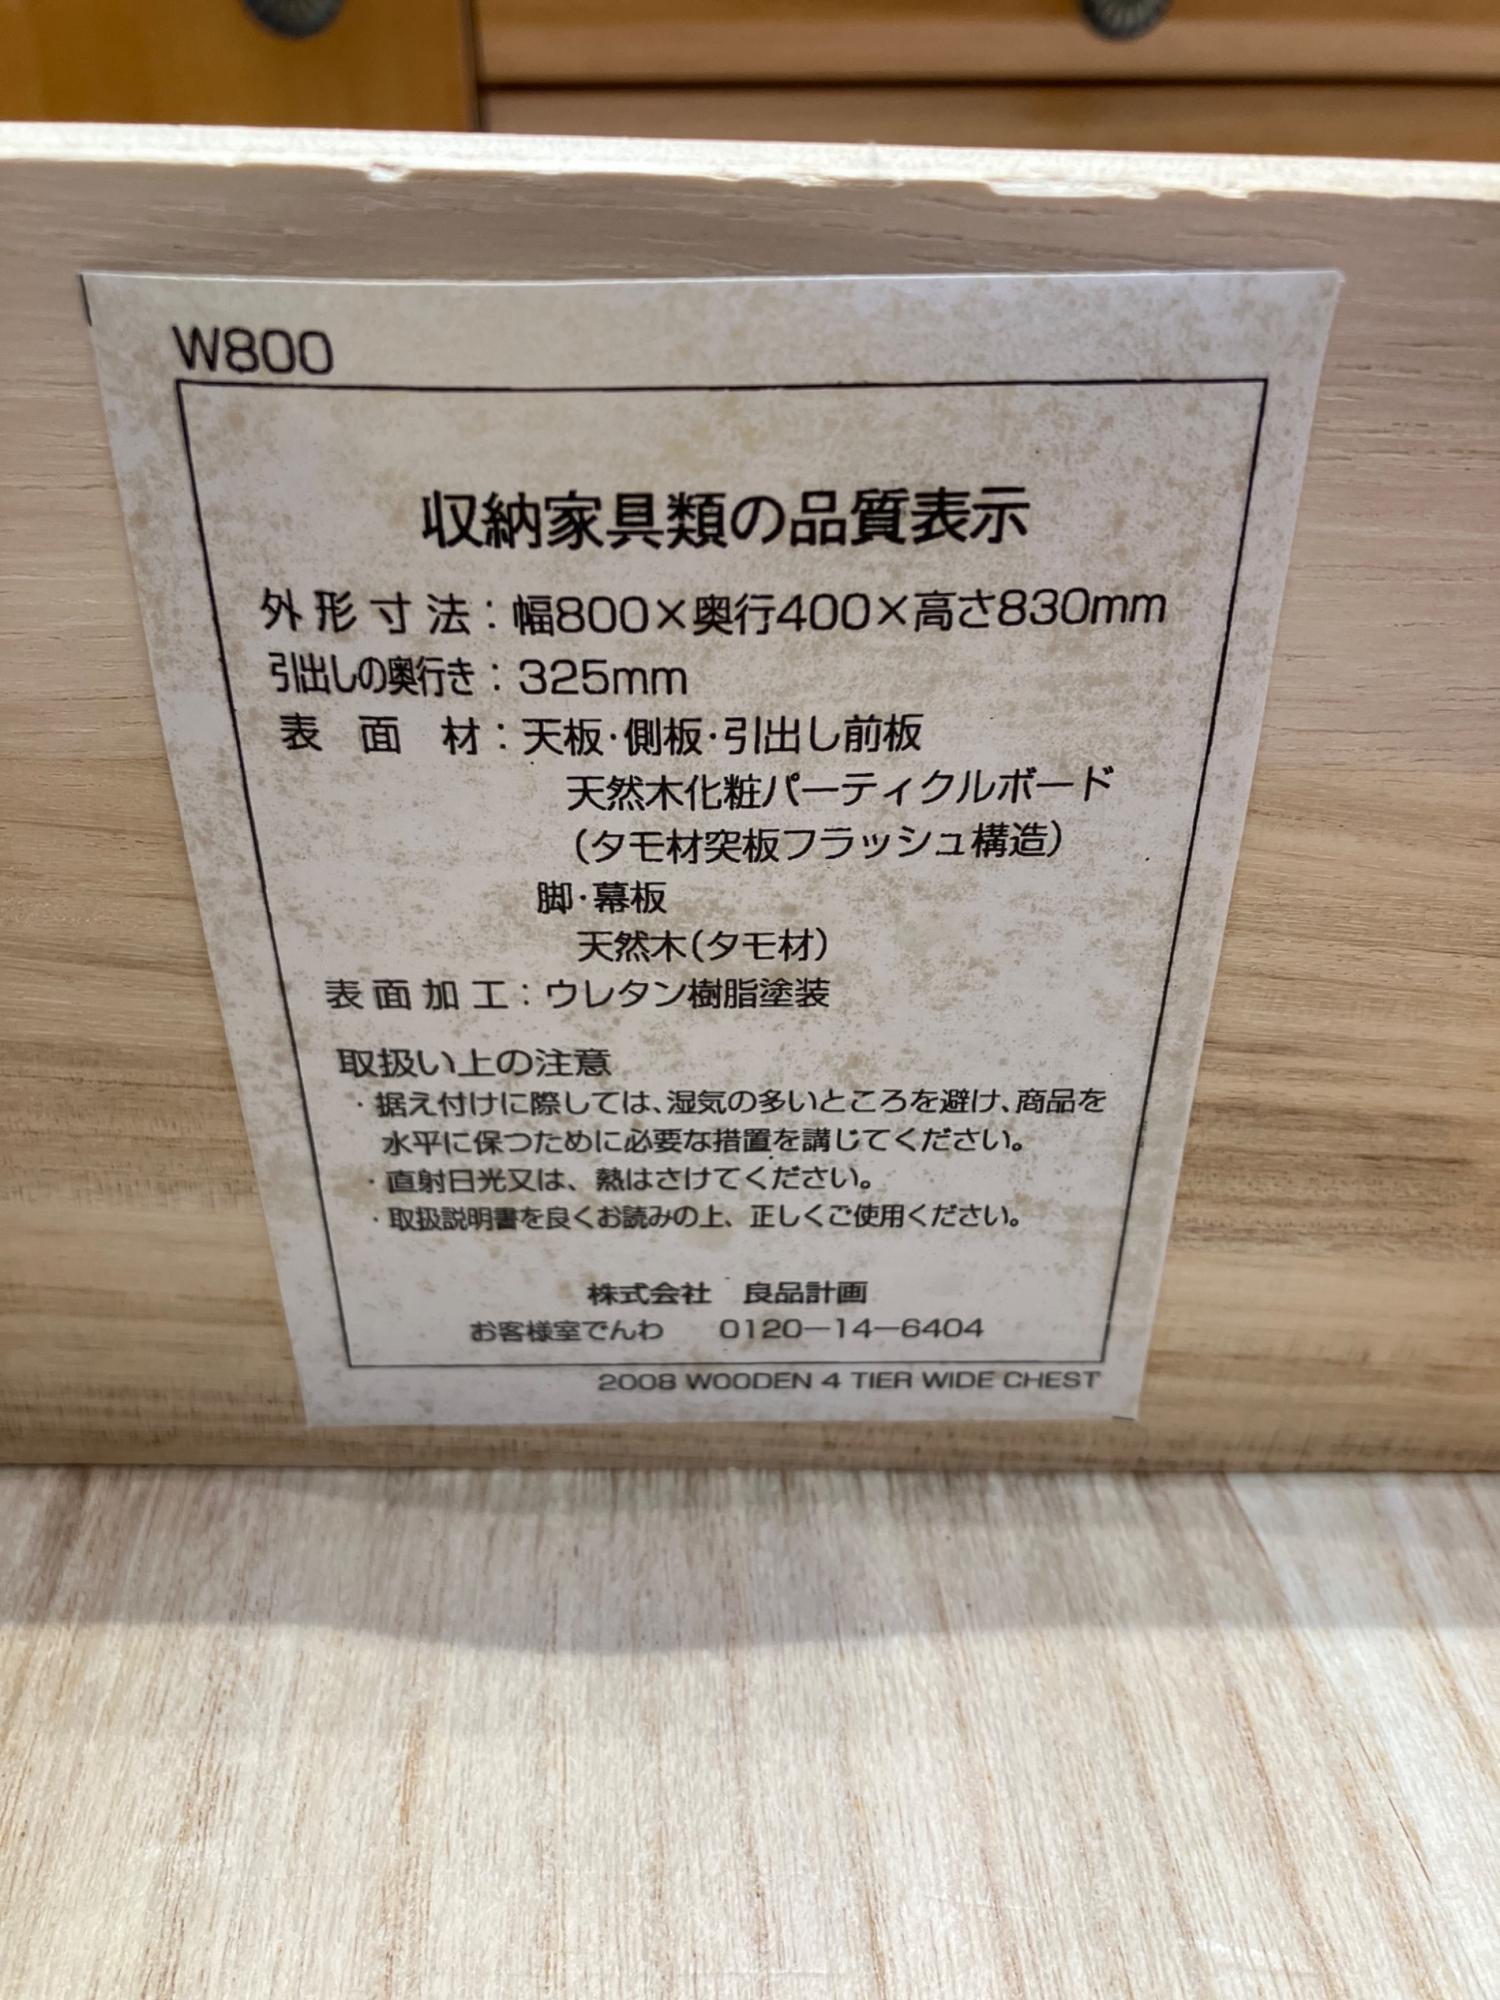 W800
収納家具類の品質表示
外形寸法：幅800×奥行400×高さ830mm
引出しの奥行き：325mm
表面材：天板・側板・引出し前板
天然木化粧パーティクルボード
（タモ材突板フラッシュ構造）
脚・幕板
天然木（タモ材）
表面加工：ウレタン樹脂塗装
取扱い上の注意
・据え付けに際しては、湿気の多いところを避け、商品を
水平に保つために必要な措置を講じてください。
・直射日光又は、熱はさけてください。
・取扱説明書を良くお読みの上、正しくご使用ください。
株式会社　良品計画
お客様室でんわ　0120－14－6404
2008 WOODEN 4 TIER WIDE CHEST